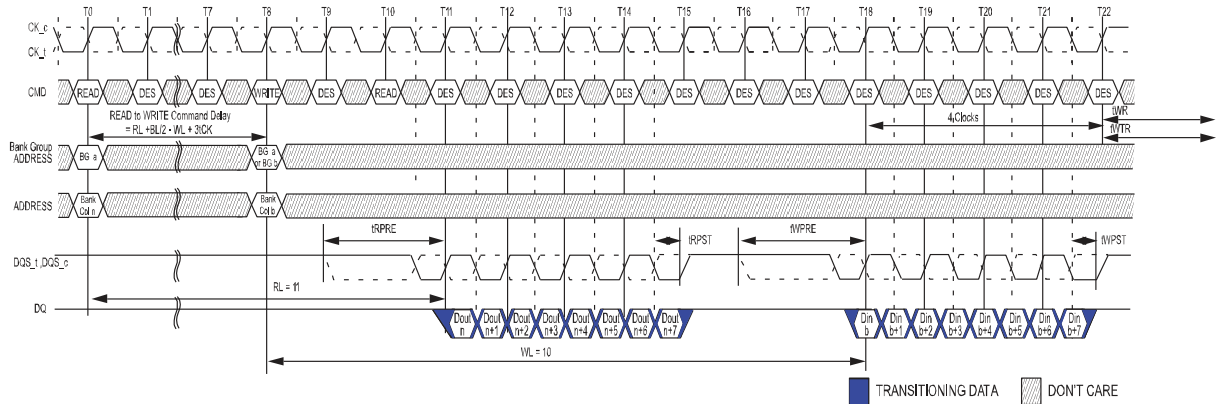 T0 T1 T7 T8 T9 T10 T11 T12 T13 T14 T15 T16 T17 T18 T19 T20 T21 T22
CK_c
CK_t
CMD READ DES DES WRITE DES READ DES DES DES DES DES DES DES DES DES DES DES DES
READ to WRITE Command Delay
= RL +BL/2 - WL + 3tCK
4 Clocks
tWR
tWTR
Bank Group
ADDRESS
BG a
BG a
or BG b
ADDRESS
Bank
Col n
Bank
Col b
tRPRE
tRPST
tWPRE
tWPST
DQS_t ,DQS_c
RL = 11
DQ
Dout
n
Dout
n+1
Dout
n+2
Dout
n+3
Dout
n+4
Dout
n+5
Dout
n+6
Dout
n+7
Din
b
Din
b+1
Din
b+2
Din
b+3
Din
b+4
Din
b+5
Din
b+6
Din
b+7
WL = 10
TRANSITIONING DATA
DON'T CARE